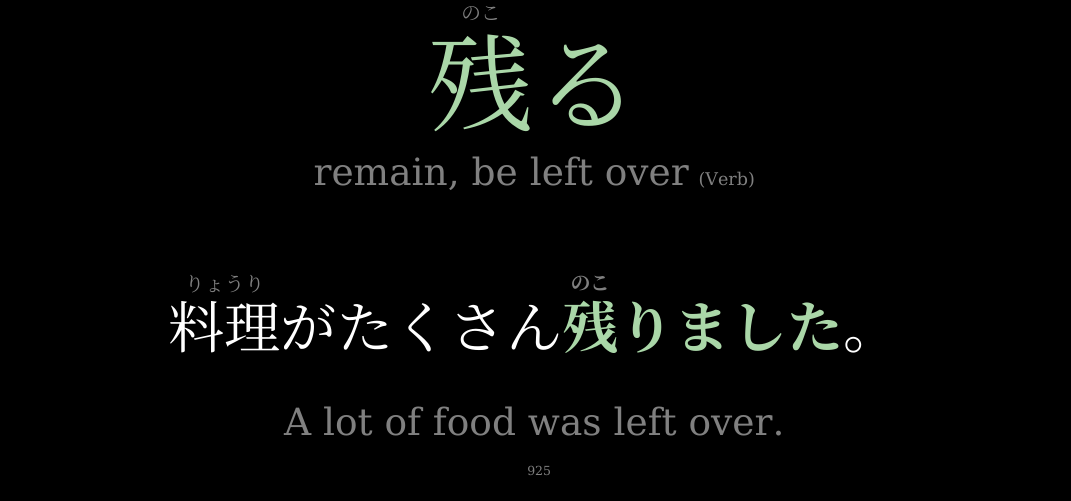 のこ
残る
remain, be left over (Verb)
りょうり のこ
料理がたくさん残りました。
A lot of food was left over.
925